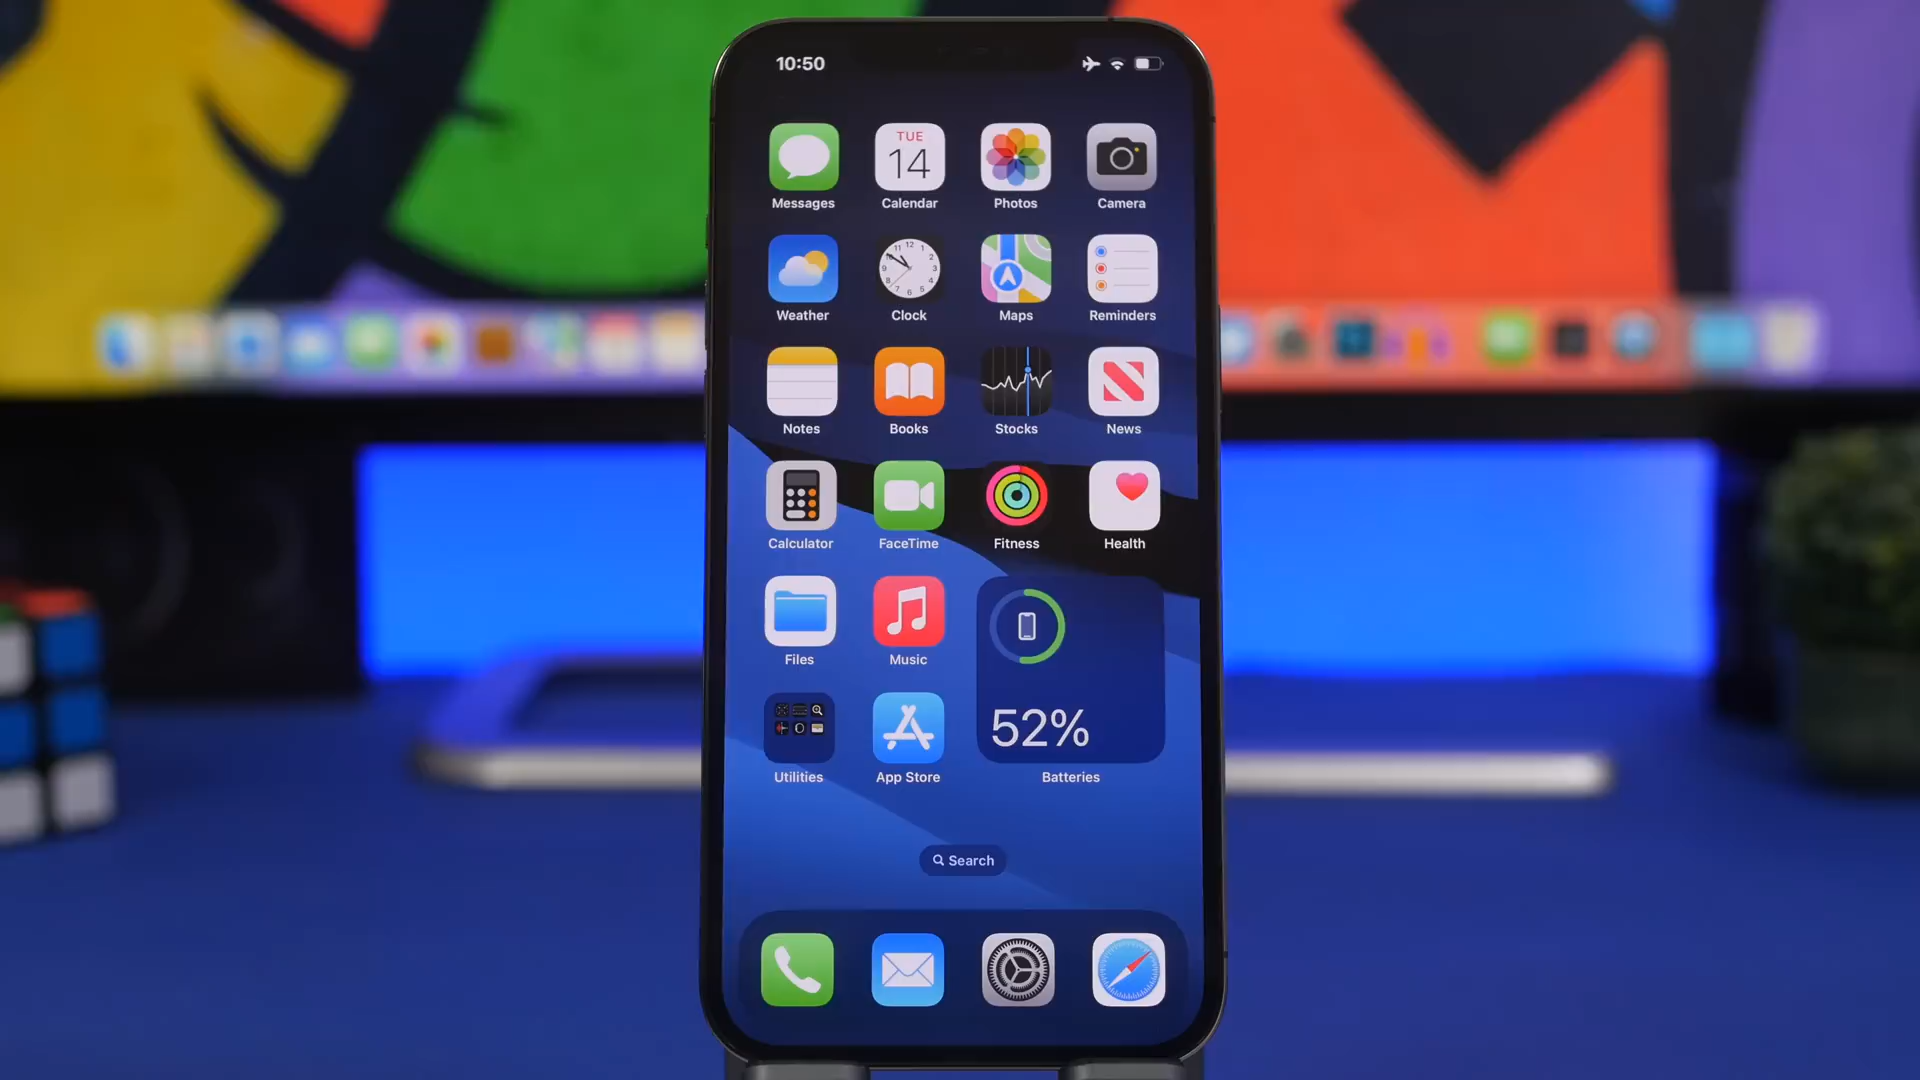 10:50
TUE
14
Messages
Calendar
Photos
Camera
Weather
Clock
Maps
Reminders
Notes
Books
Stocks
News
Calculator
FaceTime
Fitness
Health
Files
Music
52%
Utilities
App Store
Batteries
Search